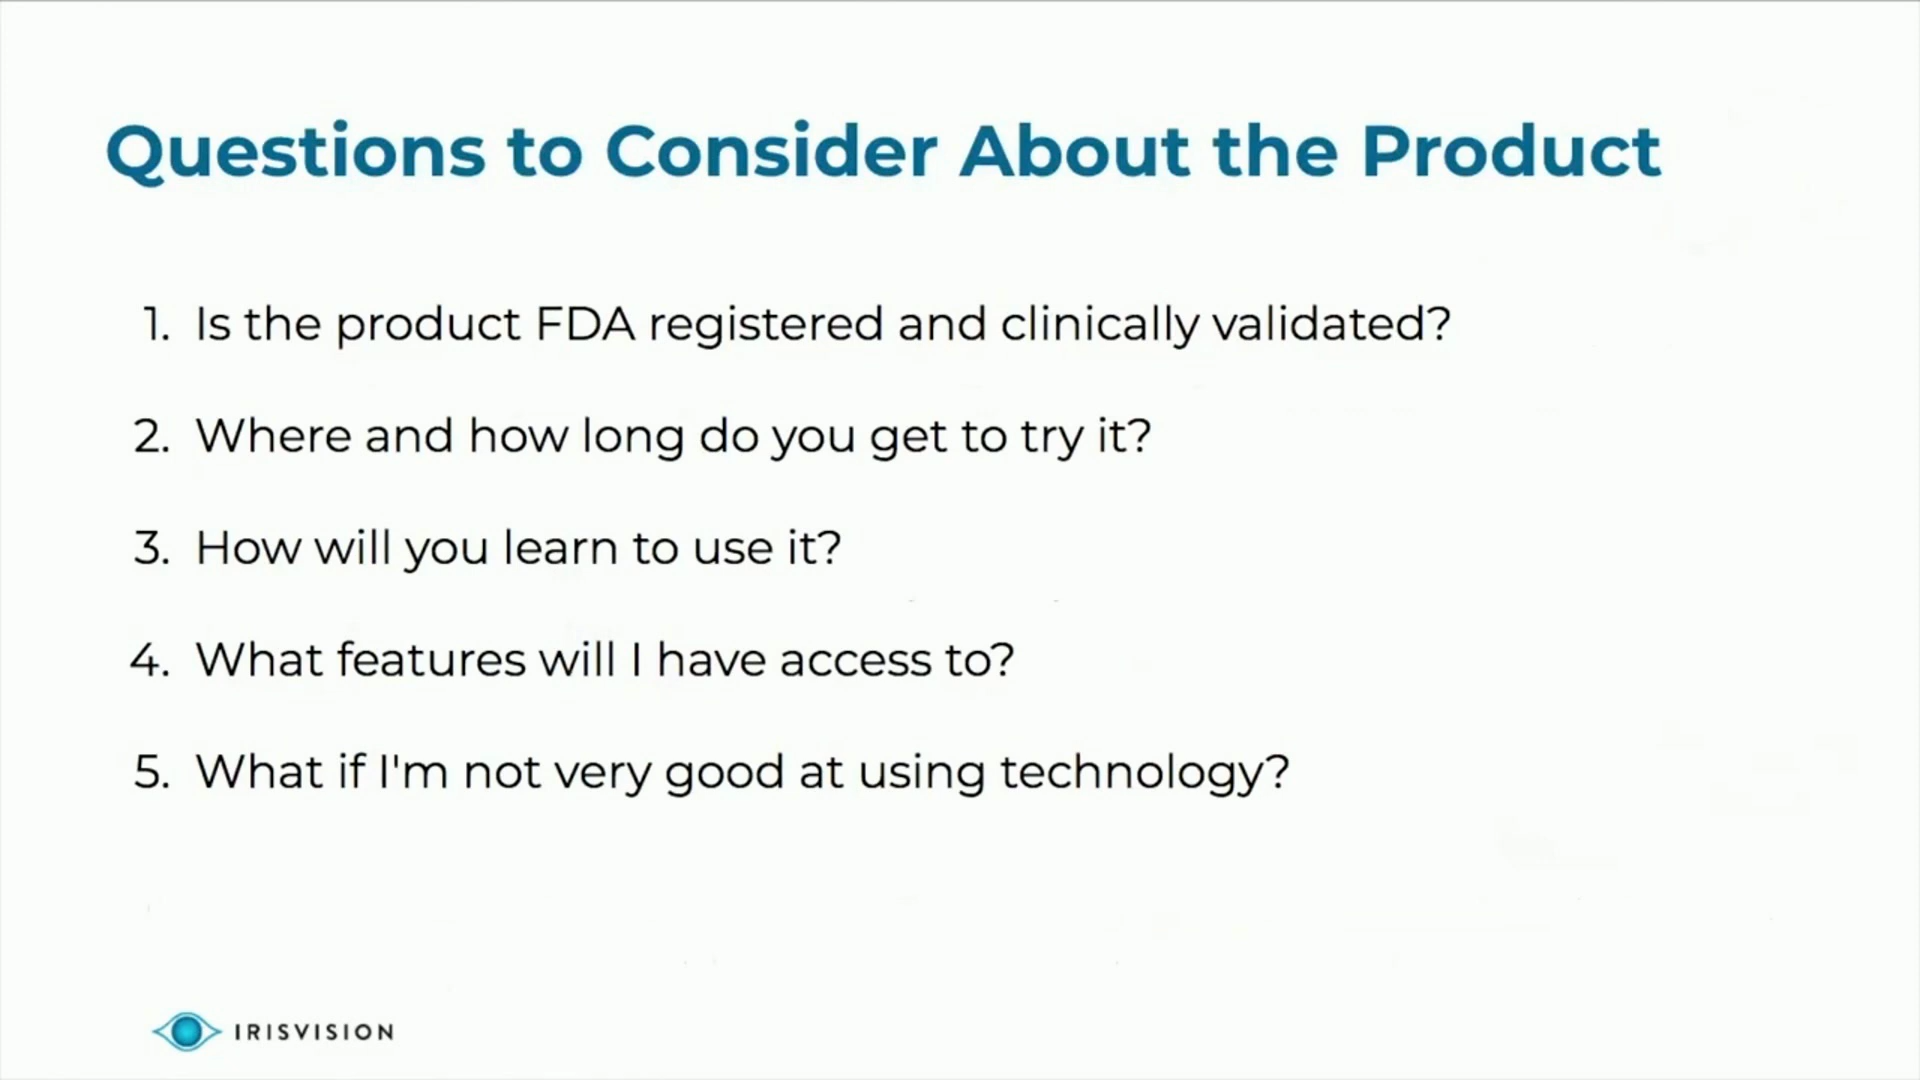 Questions to Consider About the Product
1. Is the product FDA registered and clinically validated?
2. Where and how long do you get to try it?
3. How will you learn to use it?
4. What features will I have access to?
5. What if I'm not very good at using technology?
IRISVISION